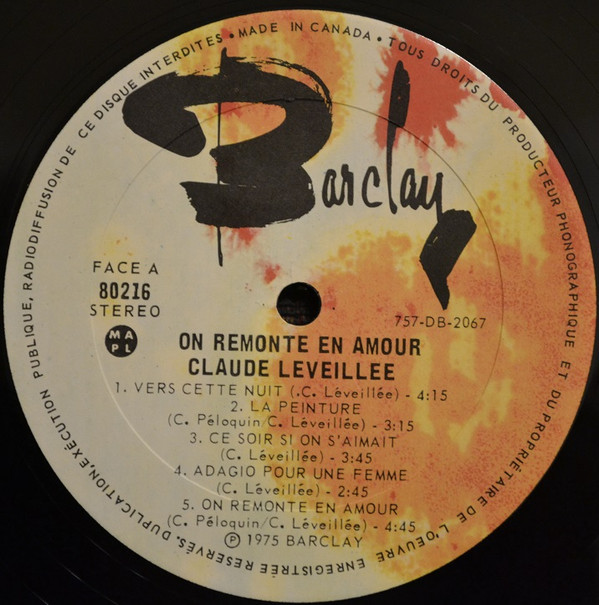 TOUS DROITS DU PRODUCTEUR PHONOGRAPHIQUE ET DU PROPRIÉTAIRE DE L'OEUVRE ENREGISTRÉE RÉSERVÉS. DUPLICATION, EXÉCUTION PUBLIQUE, RADIODIFFUSION DE CE DISQUE INTERDITES • MADE IN CANADA •
Barclay
FACE A
80216
STEREO
757-DB-2067
MAPL
ON REMONTE EN AMOUR
CLAUDE LEVEILLEE
1. VERS CETTE NUIT (.C. Léveillée) - 4:15
2. LA PEINTURE
(C. Péloquin/C. Léveillée) - 3:15
3. CE SOIR SI ON S'AIMAIT
(C. Léveillée) - 3:45
4. ADAGIO POUR UNE FEMME
(C. Léveillée) - 2:45
5. ON REMONTE EN AMOUR
(C. Péloquin/C. Léveillée) - 4:45
Ⓟ 1975 BARCLAY